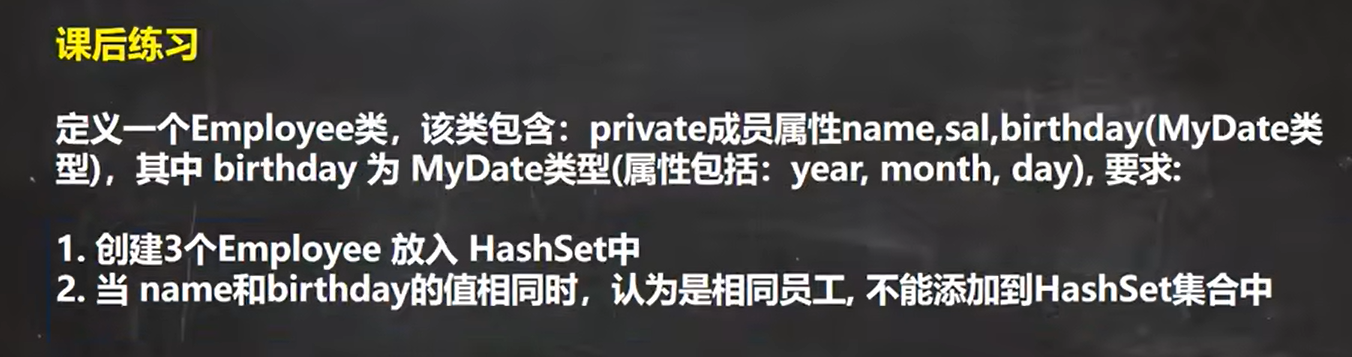 课后练习
定义一个Employee类，该类包含：private成员属性name,sal,birthday(MyDate类
型)，其中 birthday 为 MyDate类型(属性包括：year, month, day), 要求:
1. 创建3个Employee 放入 HashSet中
2. 当 name和birthday的值相同时，认为是相同员工, 不能添加到HashSet集合中